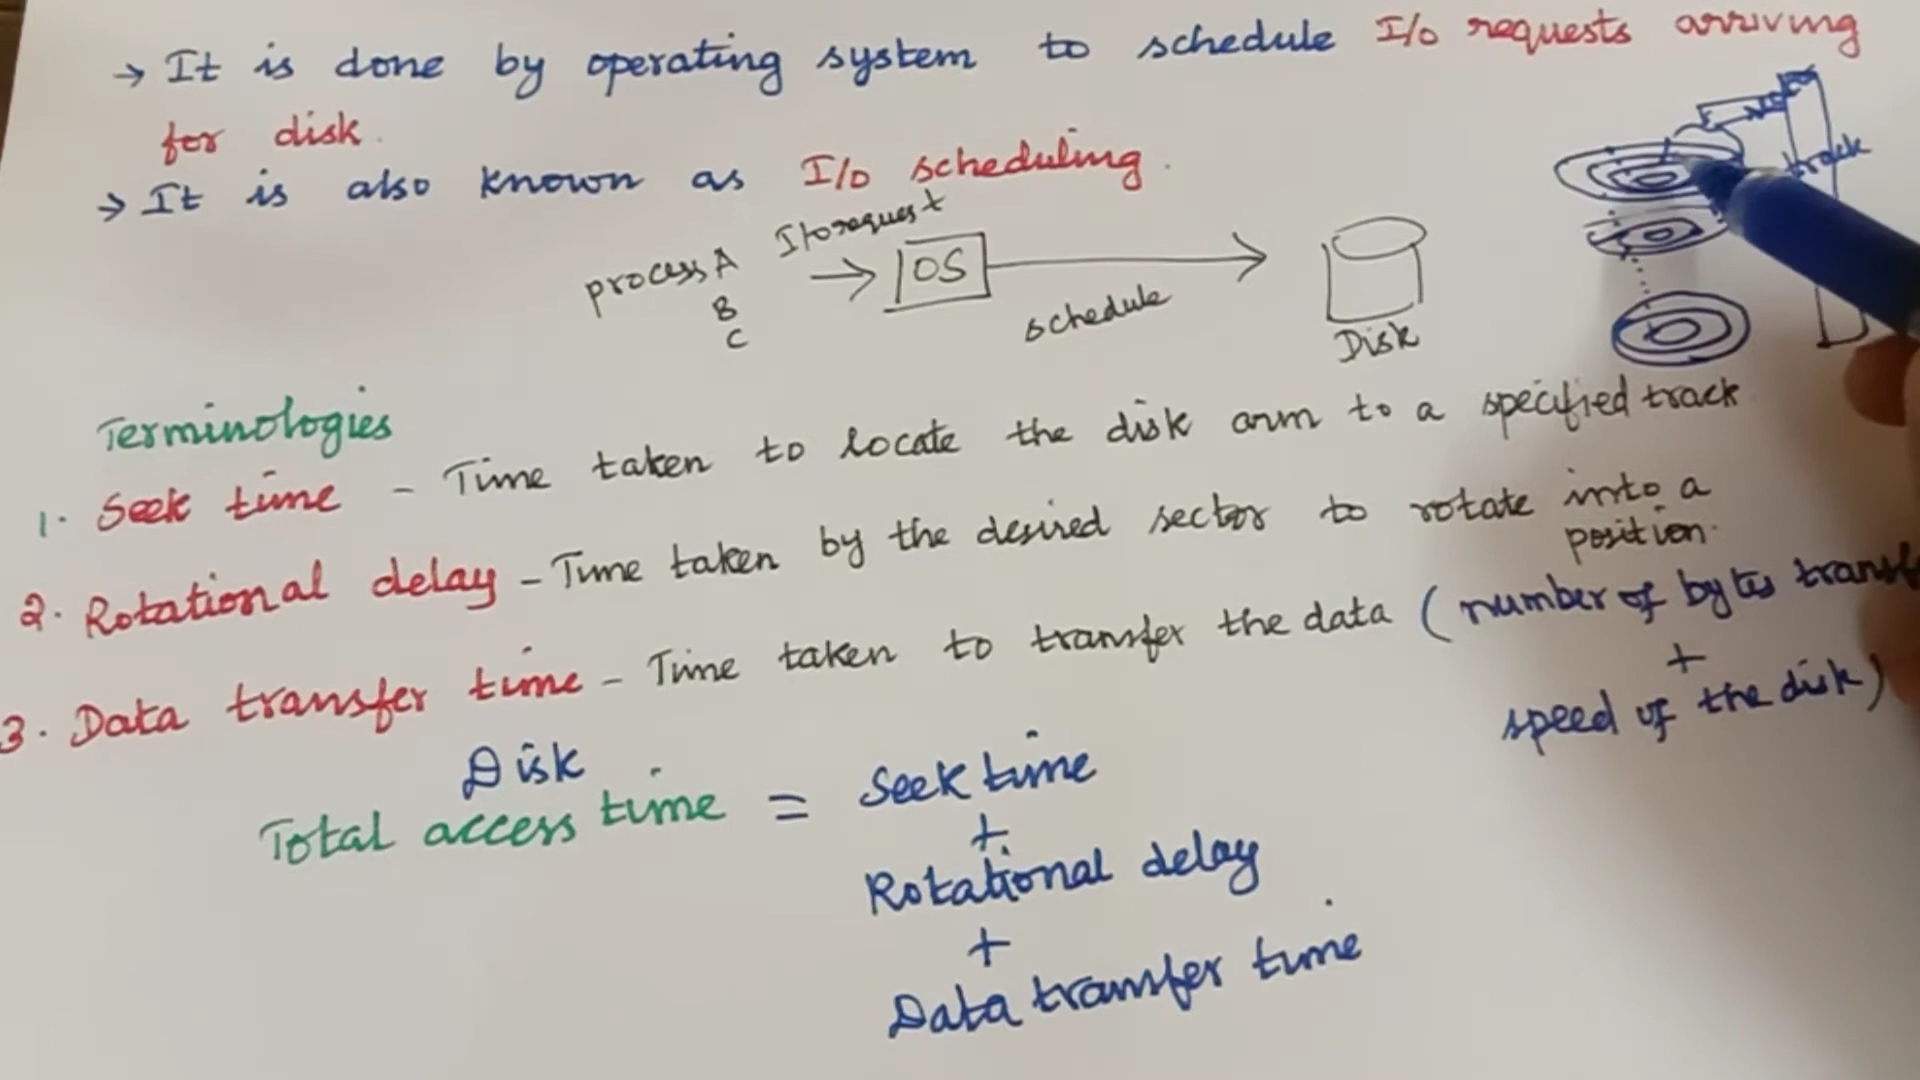 → It is done by operating system to schedule I/o requests arriving
for disk.
→ It is also known as I/o scheduling.
process A
B
C
I/o request
→ OS
schedule
Disk
track
Terminologies
1. Seek time - Time taken to locate the disk arm to a specified track
2. Rotational delay - Time taken by the desired sector to rotate into a
position.
3. Data transfer time - Time taken to transfer the data (number of bytes transf
+
speed of the disk)
Disk
Total access time = Seek time
+
Rotational delay
+
Data transfer time